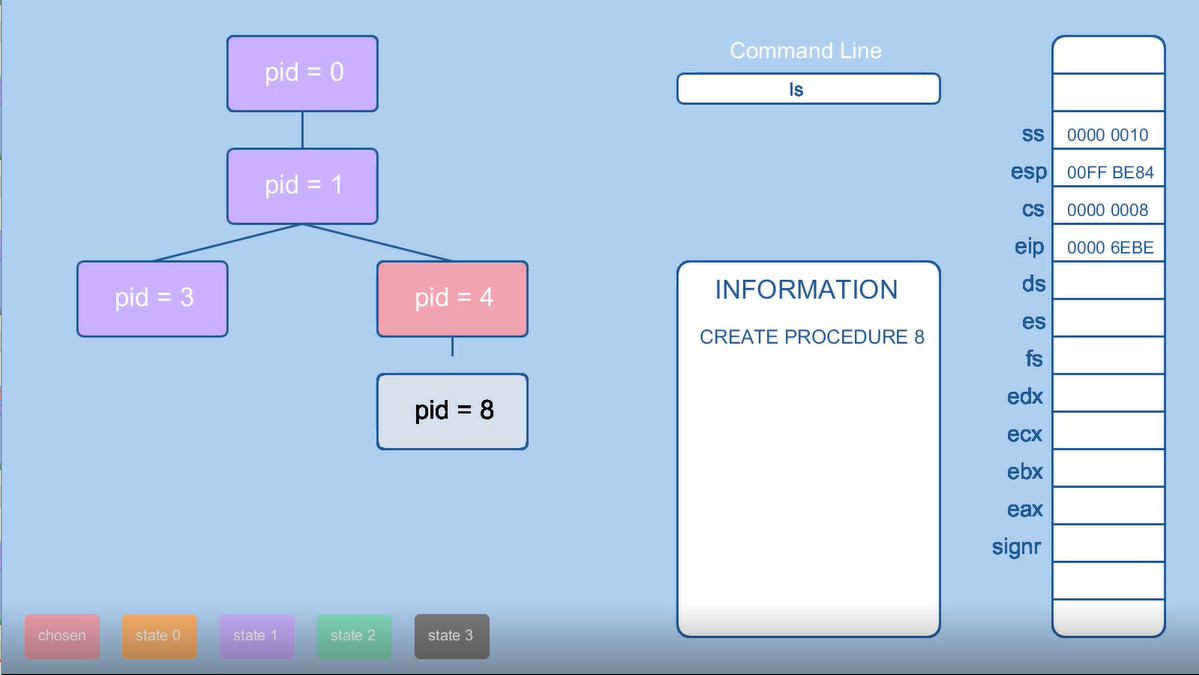 pid = 0
pid = 1
pid = 3
pid = 4
pid = 8
Command Line
ls
INFORMATION
CREATE PROCEDURE 8
ss 0000 0010
esp 00FF BE84
cs 0000 0008
eip 0000 6EBE
ds
es
fs
edx
ecx
ebx
eax
signr
chosen
state 0
state 1
state 2
state 3